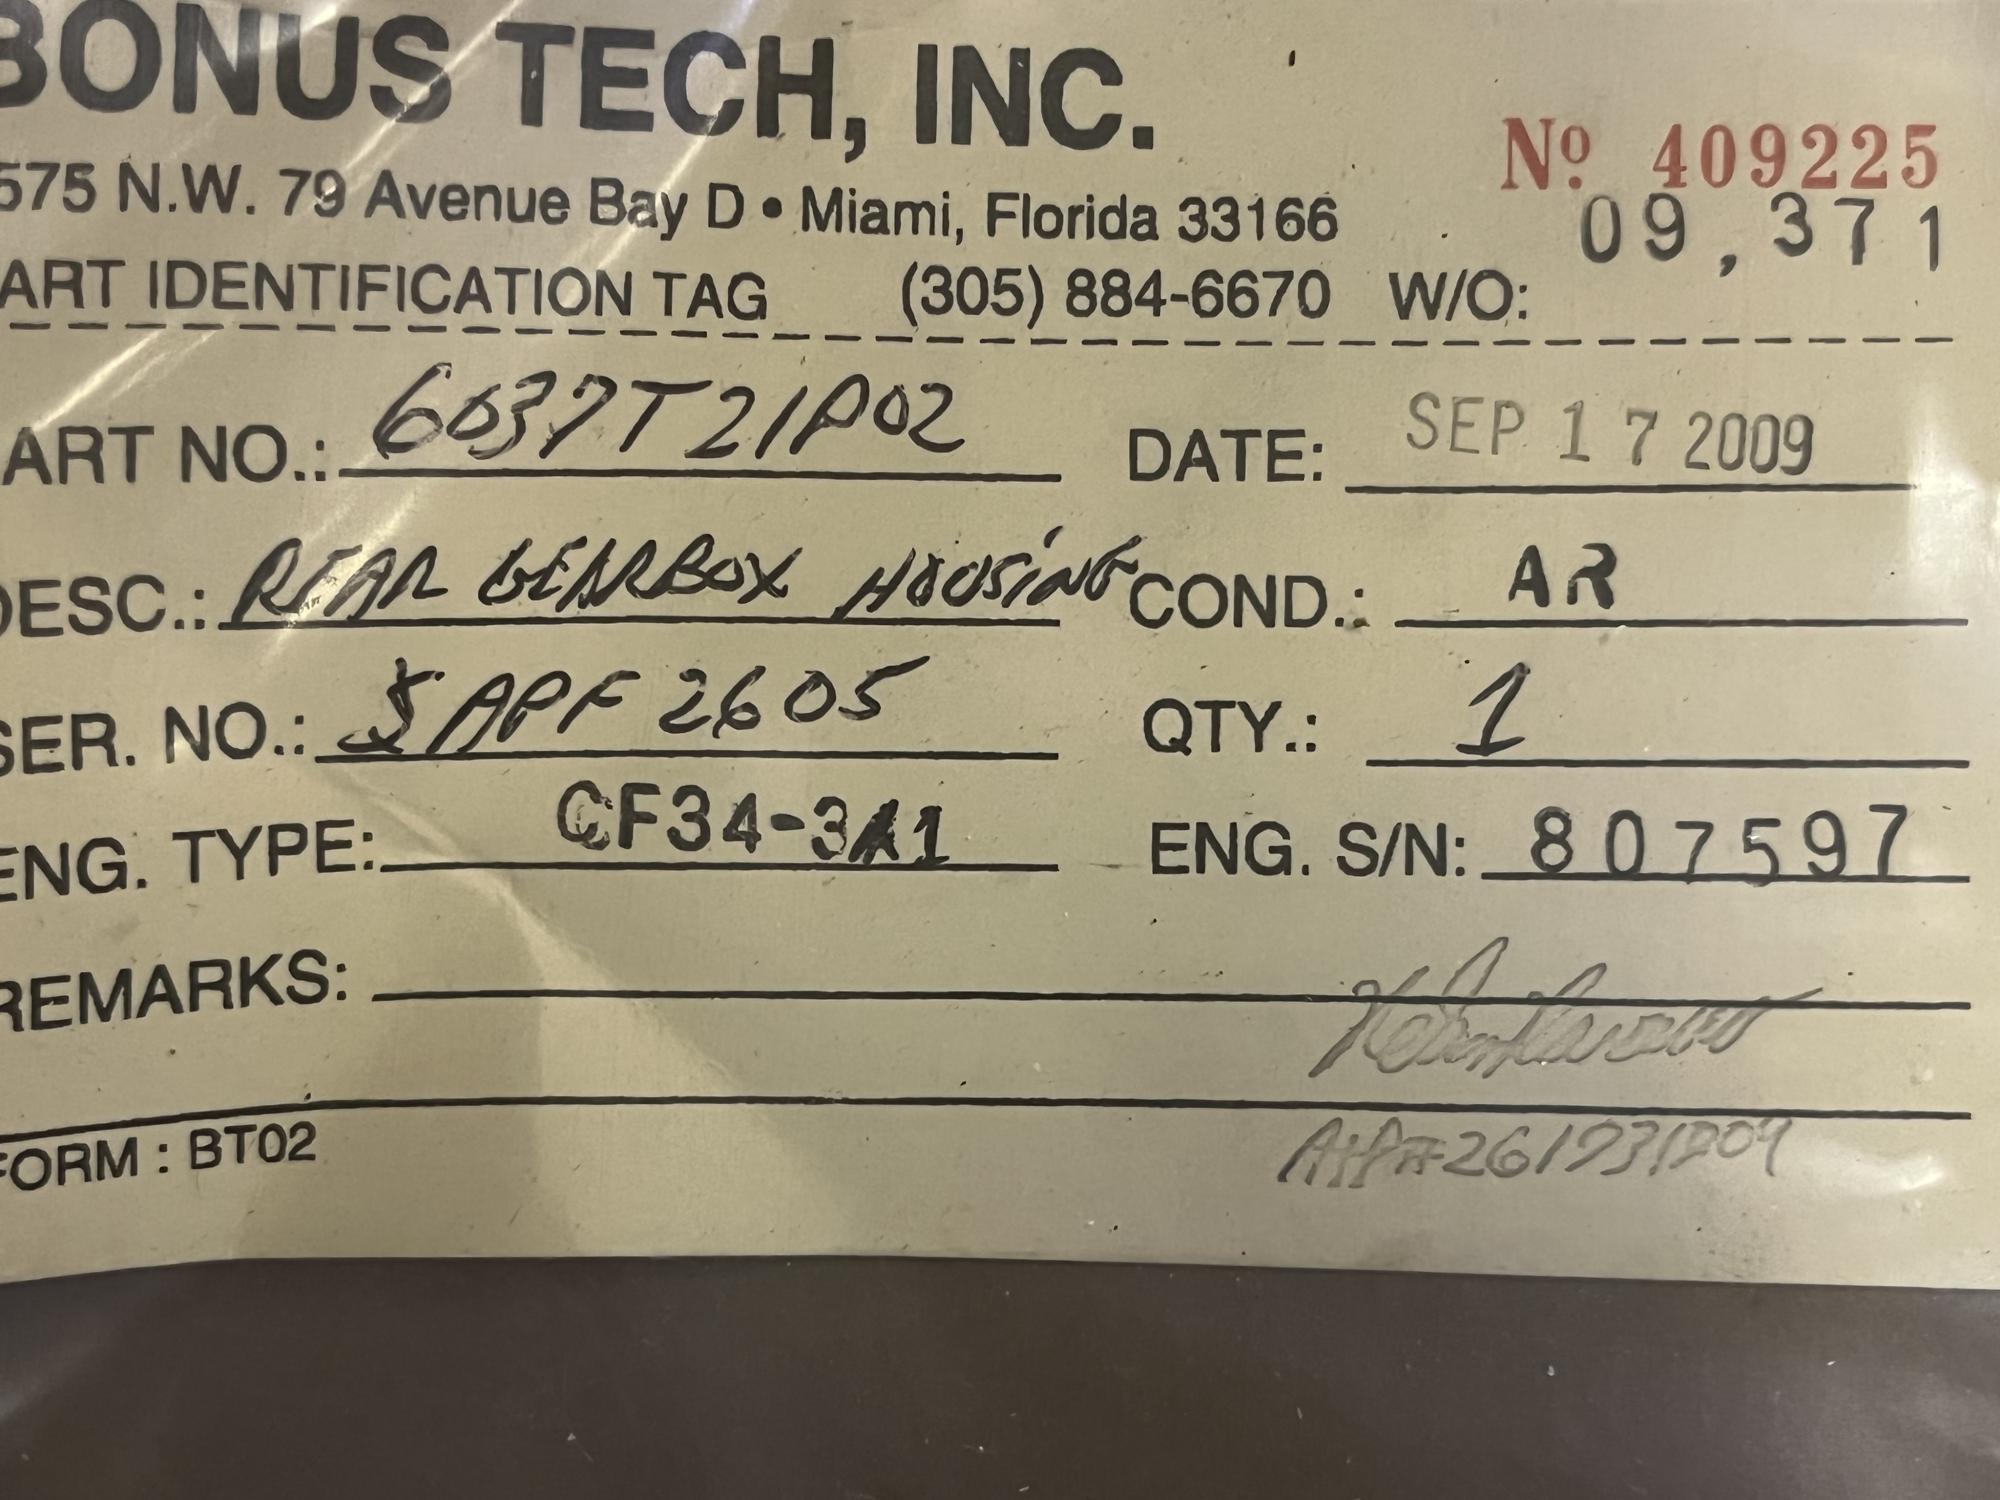 BONUS TECH, INC.
Nº 409225
575 N.W. 79 Avenue Bay D • Miami, Florida 33166
09,371
ART IDENTIFICATION TAG (305) 884-6670 W/O:
ART NO.: 6037T21P02 DATE: SEP 17 2009
DESC.: REAR GEARBOX HOUSING COND.: AR
SER. NO.: APF 2605 QTY.: 1
ENG. TYPE: CF34-3A1 ENG. S/N: 807597
REMARKS:
FORM : BT02